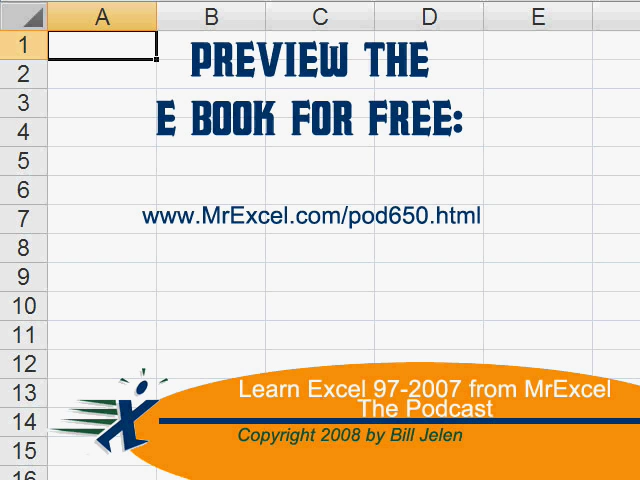 A B C D E
1
PREVIEW THE
2
3
E BOOK FOR FREE:
4
5
6
7
www.MrExcel.com/pod650.html
8
9
10
11
12
13
Learn Excel 97-2007 from MrExcel
The Podcast
14
Copyright 2008 by Bill Jelen
15
16